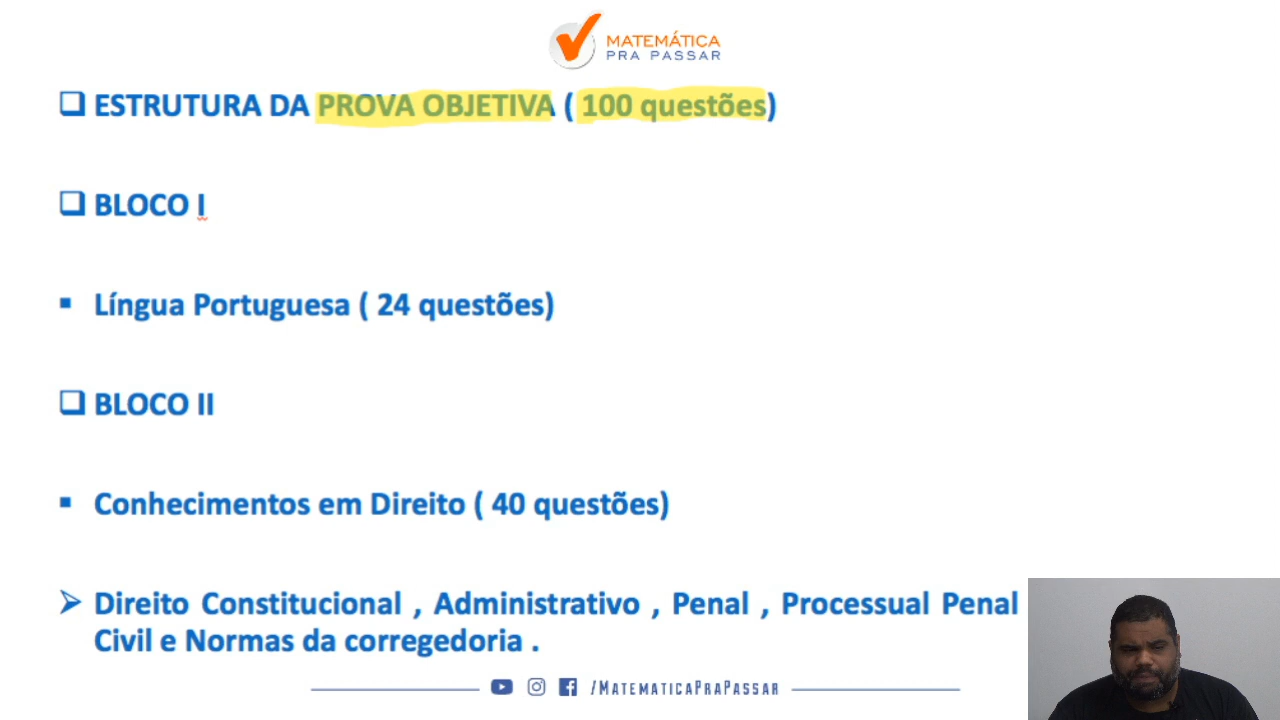 MATEMÁTICA
PRA PASSAR
ESTRUTURA DA PROVA OBJETIVA ( 100 questões)
BLOCO I
Língua Portuguesa ( 24 questões)
BLOCO II
Conhecimentos em Direito ( 40 questões)
Direito Constitucional , Administrativo , Penal , Processual Penal
Civil e Normas da corregedoria .
/MATEMATICAPRAPASSAR